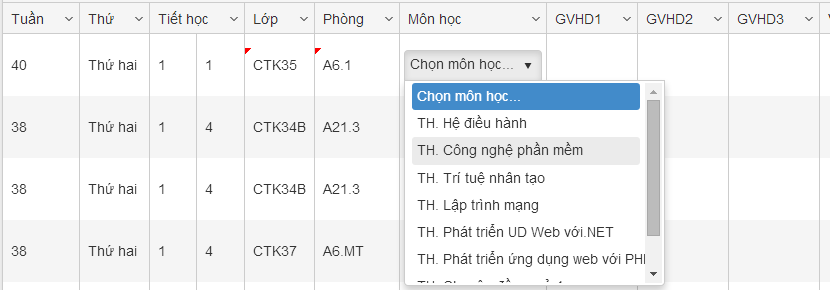 Tuần Thứ Tiết học Lớp Phòng Môn học GVHD1 GVHD2 GVHD3
40 Thứ hai 1 1 CTK35 A6.1 Chọn môn học...
Chọn môn học...
TH. Hệ điều hành
38 Thứ hai 1 4 CTK34B A21.3
TH. Công nghệ phần mềm
TH. Trí tuệ nhân tạo
38 Thứ hai 1 4 CTK34B A21.3
TH. Lập trình mạng
TH. Phát triển UD Web với.NET
38 Thứ hai 1 4 CTK37 A6.MT
TH. Phát triển ứng dụng web với PH